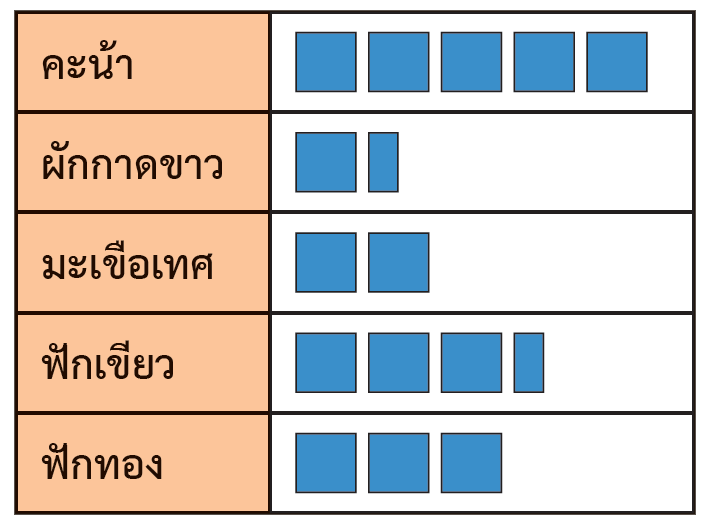 คะน้า
ผักกาดขาว
มะเขือเทศ
ฟักเขียว
ฟักทอง